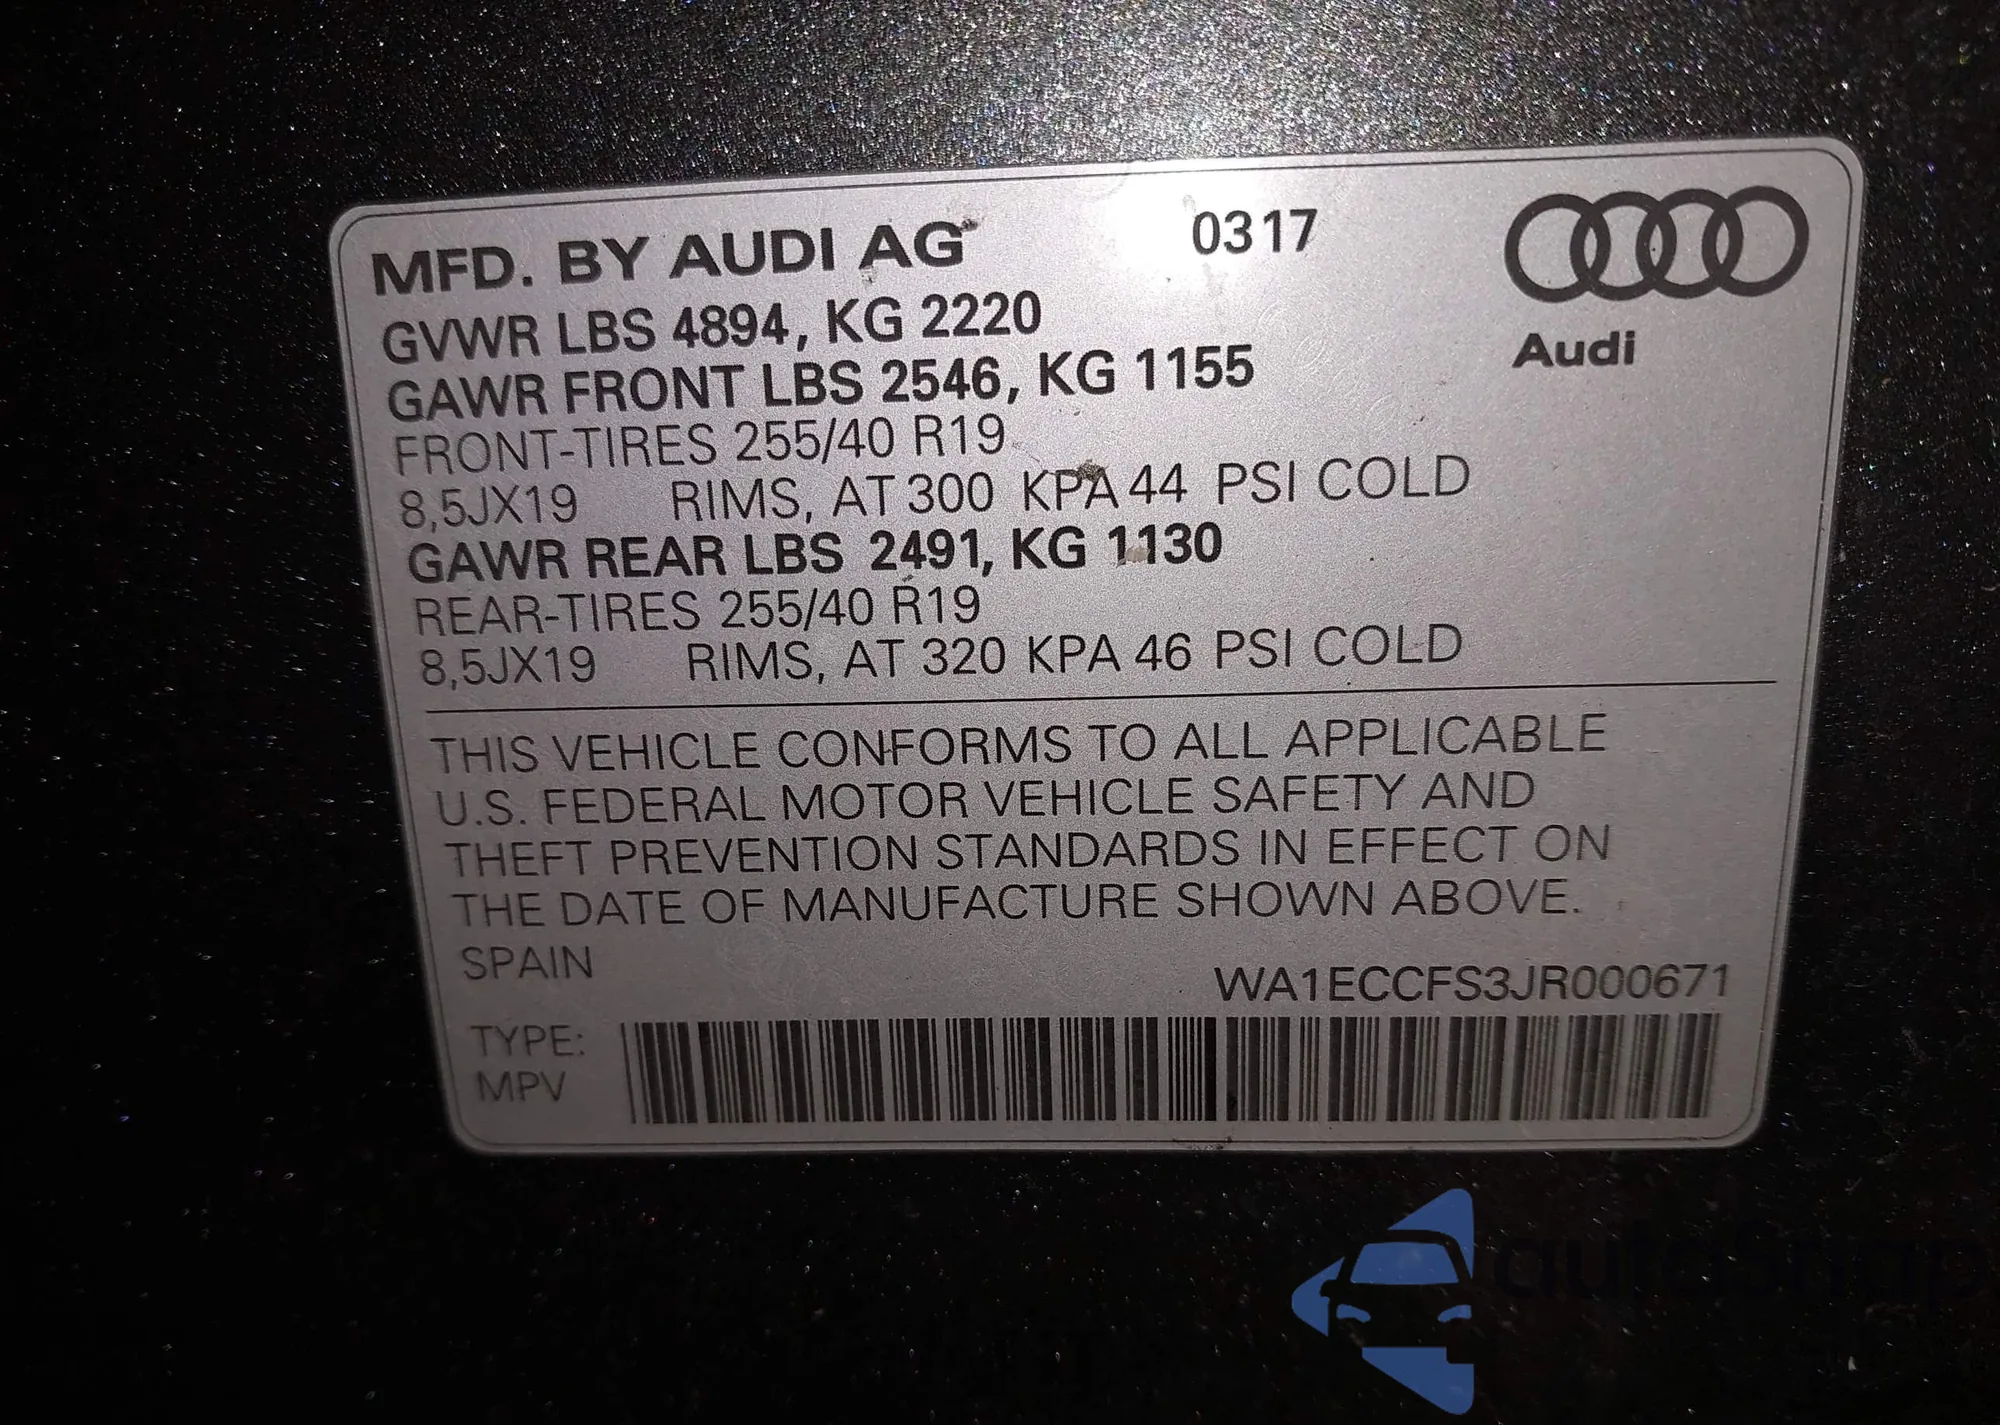 MFD. BY AUDI AG 0317
GVWR LBS 4894, KG 2220
GAWR FRONT LBS 2546, KG 1155
Audi
FRONT-TIRES 255/40 R19
8,5JX19 RIMS, AT 300 KPA 44 PSI COLD
GAWR REAR LBS 2491, KG 1130
REAR-TIRES 255/40 R19
8,5JX19 RIMS, AT 320 KPA 46 PSI COLD
THIS VEHICLE CONFORMS TO ALL APPLICABLE
U.S. FEDERAL MOTOR VEHICLE SAFETY AND
THEFT PREVENTION STANDARDS IN EFFECT ON
THE DATE OF MANUFACTURE SHOWN ABOVE.
SPAIN
WA1ECCFS3JR000671
TYPE:
MPV